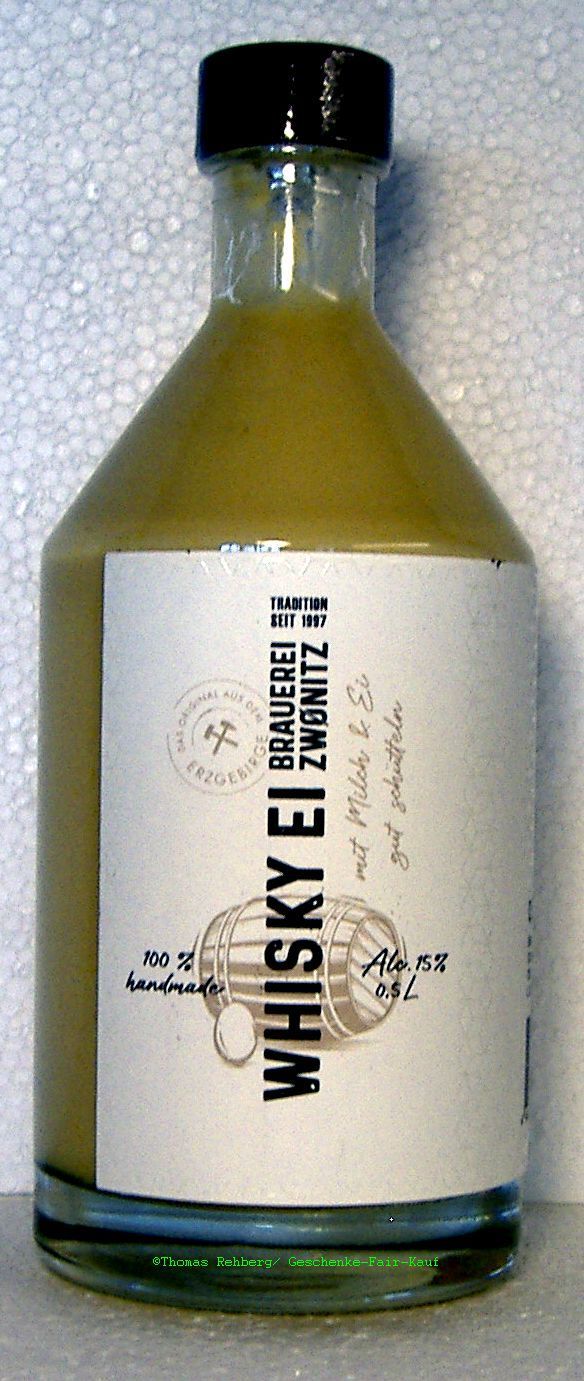 TRADITION
SEIT 1997
BRAUEREI
ZWØNITZ
WHISKY EI
DAS ORIGINAL AUS DEM
ERZGEBIRGE
mit Milch & Ei
gut schütteln
100 %
handmade
Alc. 15%
0.5 L
©Thomas Rehberg/ Geschenke-Fair-Kauf